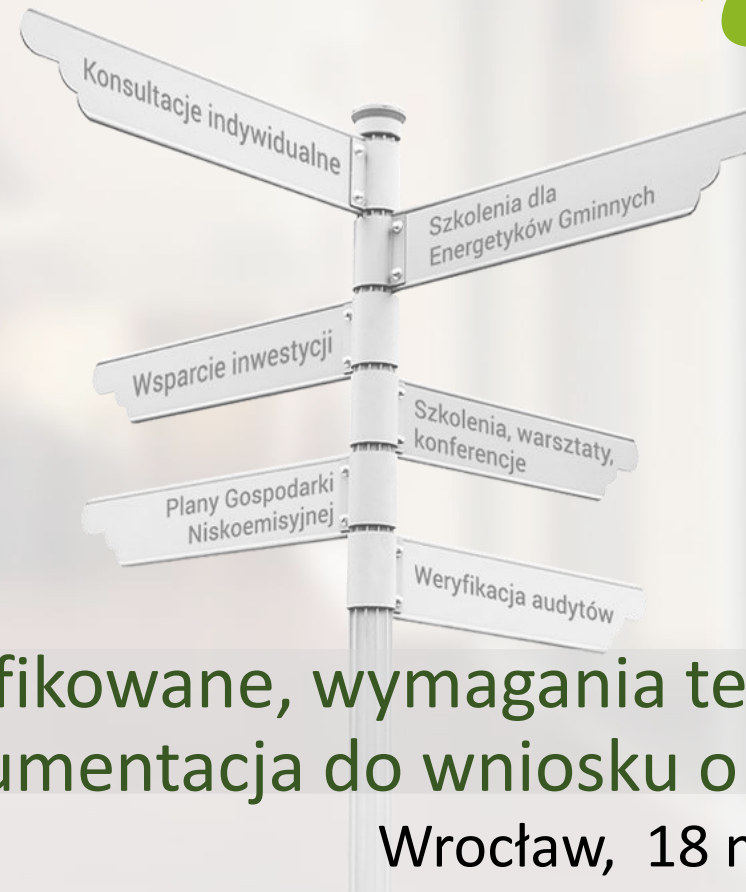 Konsultacje indywidualne
Szkolenia dla
Energetyków Gminnych
Wsparcie inwestycji
Szkolenia, warsztaty,
konferencje
Plany Gospodarki
Niskoemisyjnej
Weryfikacja audytów
fikowane, wymagania te
umentacja do wniosku o
Wrocław, 18